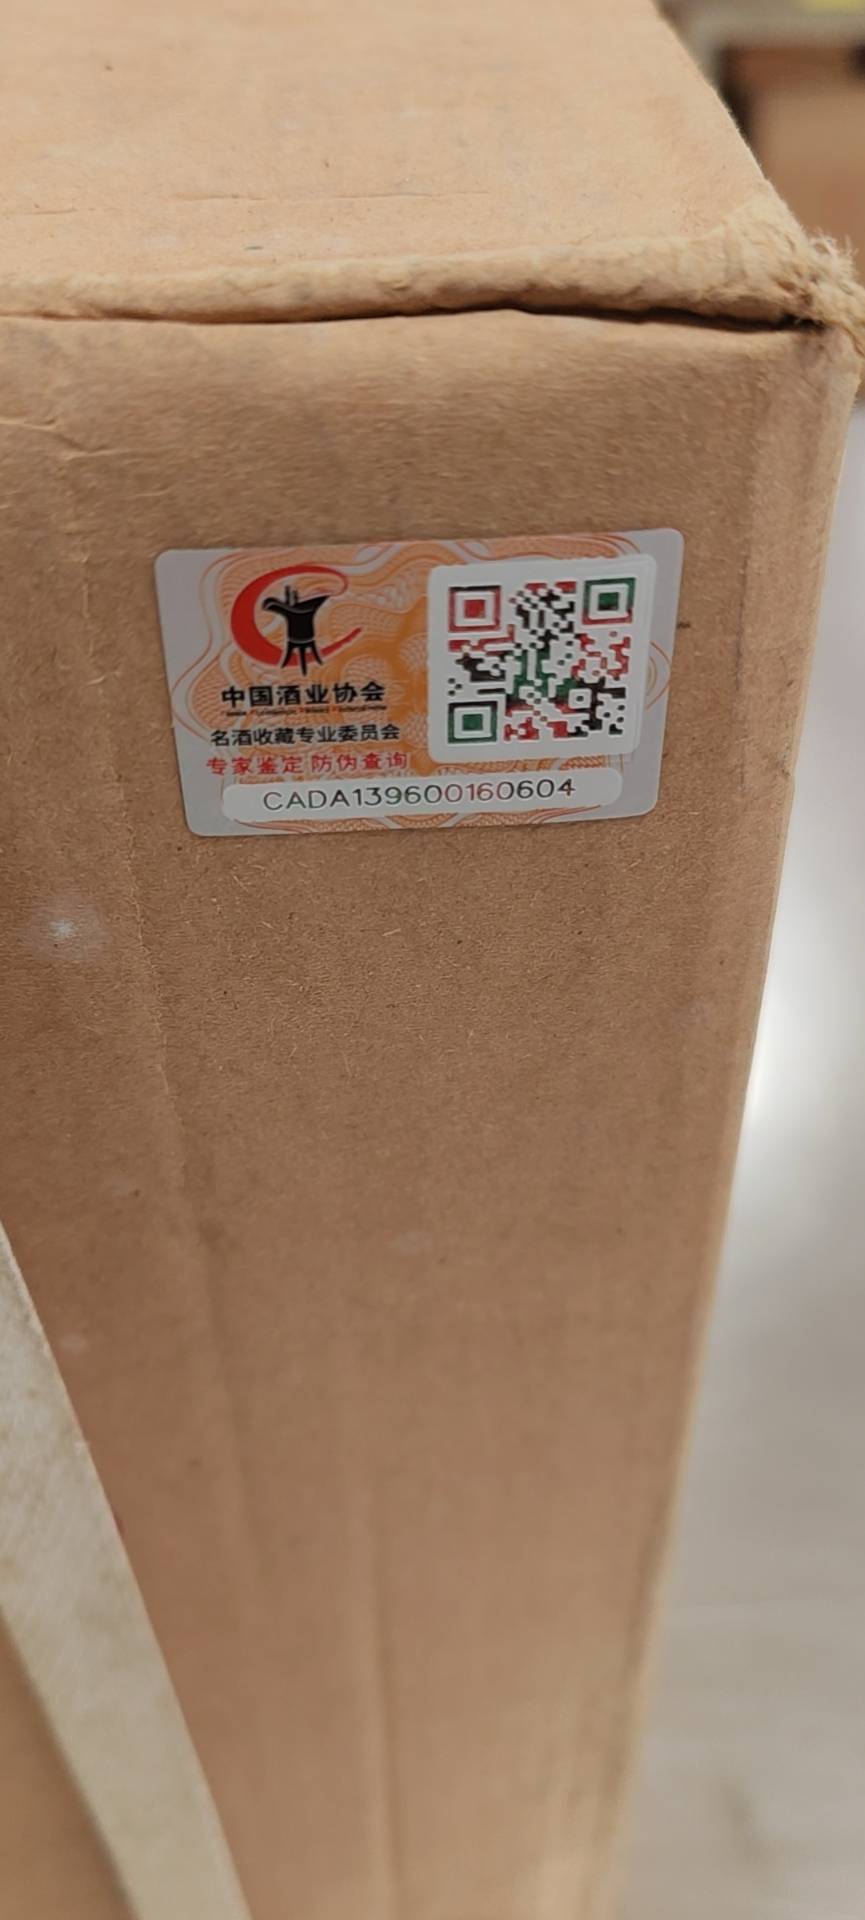 中国酒业协会
名酒收藏专业委员会
专家鉴定 防伪查询
CADA139600160604